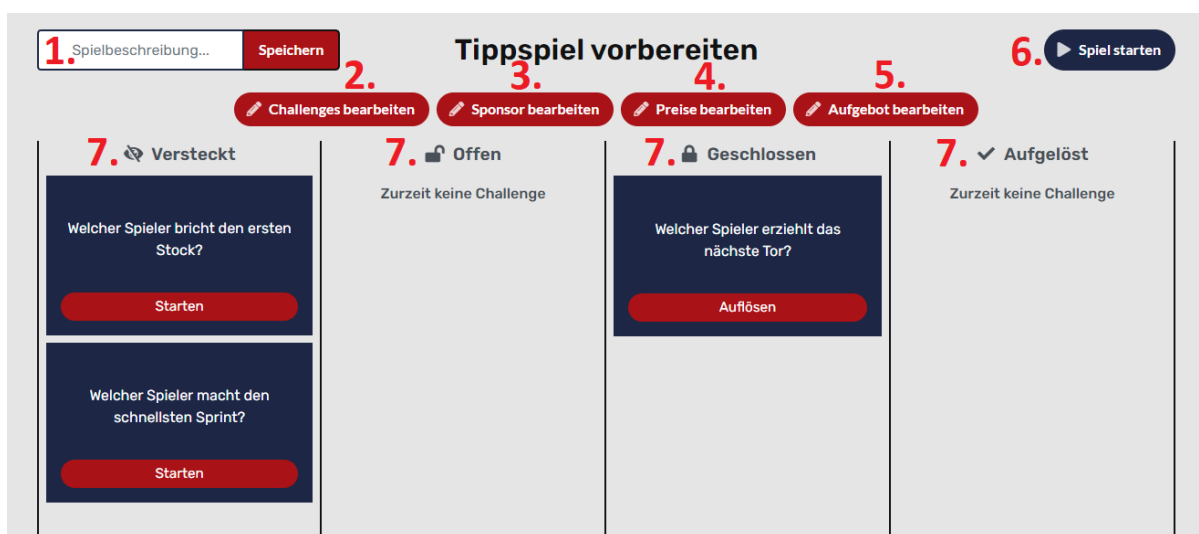 1. Spielbeschreibung... Speichern
Tippspiel vorbereiten
6. Spiel starten
2. 3. 4. 5.
Challenges bearbeiten Sponsor bearbeiten Preise bearbeiten Aufgebot bearbeiten
7. Versteckt
Welcher Spieler bricht den ersten
Stock?
Starten
Welcher Spieler macht den
schnellsten Sprint?
Starten
7. Offen
Zurzeit keine Challenge
7. Geschlossen
Welcher Spieler erziehlt das
nächste Tor?
Auflösen
7. Aufgelöst
Zurzeit keine Challenge